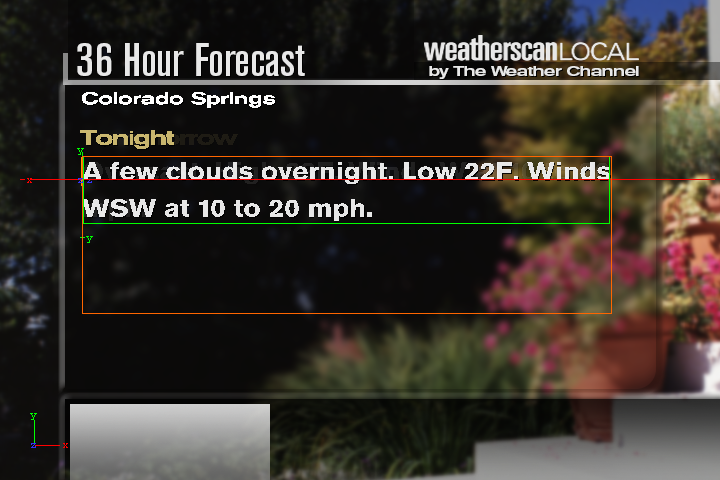 36 Hour Forecast
weatherscanLOCAL
by The Weather Channel
Colorado Springs
Tonight
y
A few clouds overnight. Low 22F. Winds
x
z
WSW at 10 to 20 mph.
-y
y
z x